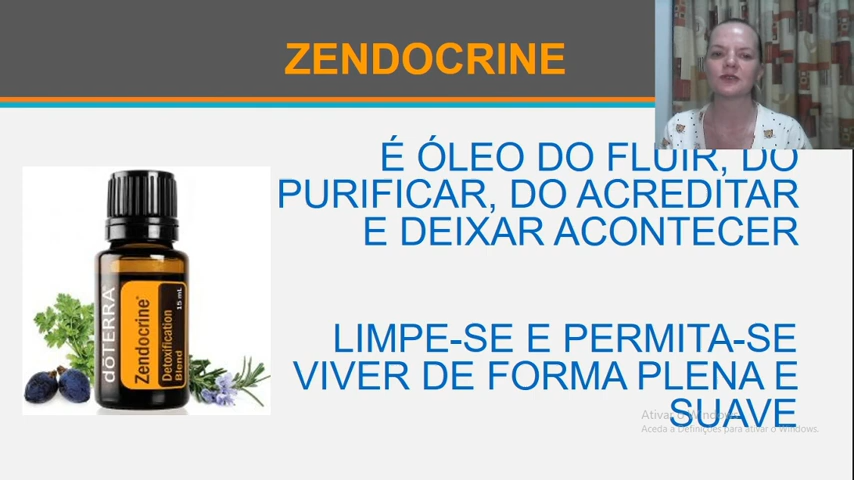 ZENDOCRINE
É ÓLEO DO FLUIR, DO
PURIFICAR, DO ACREDITAR
E DEIXAR ACONTECER
LIMPE-SE E PERMITA-SE
VIVER DE FORMA PLENA E
SUAVE
Ativar o Windows
Aceda a Definições para ativar o Windows.
dōTERRA
Zendocrine®
Detoxification
Blend
15 mL